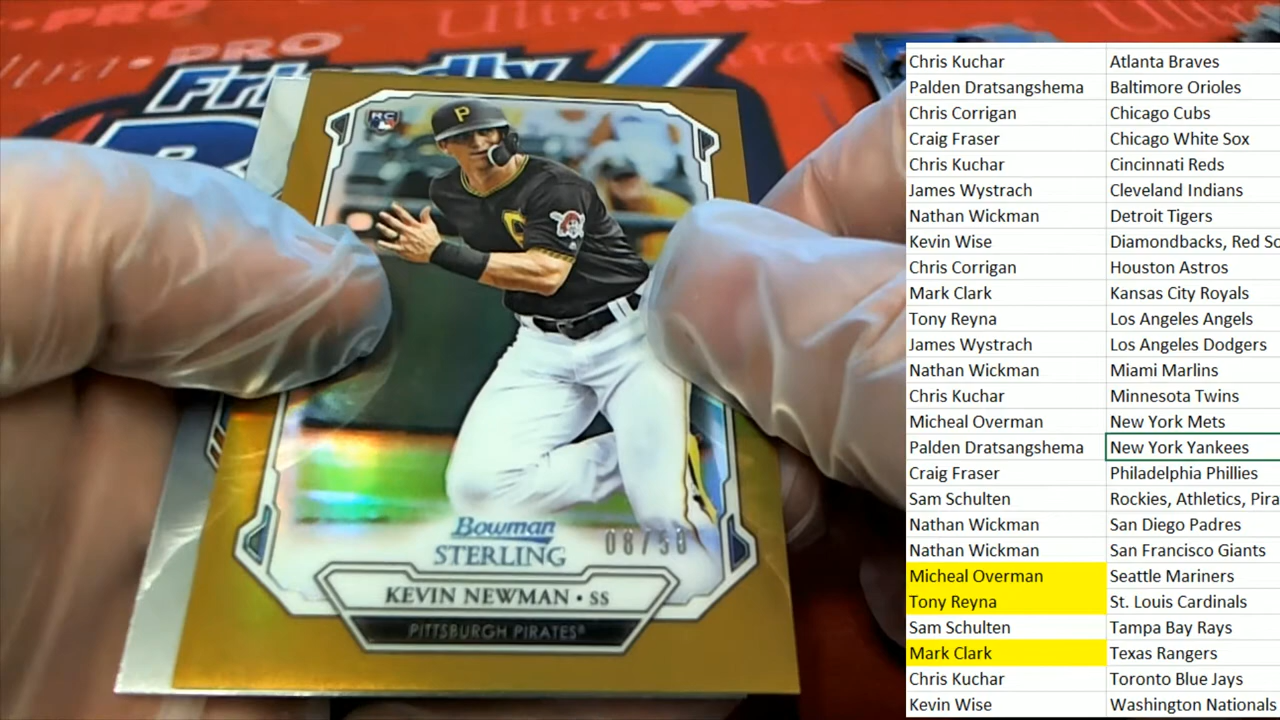 Ultra•PRO
Ultra•PRO
Ultra
Friendly
RC
P
Bowman
STERLING
08/50
KEVIN NEWMAN • SS
PITTSBURGH PIRATES®
Chris Kuchar Atlanta Braves
Palden Dratsangshema Baltimore Orioles
Chris Corrigan Chicago Cubs
Craig Fraser Chicago White Sox
Chris Kuchar Cincinnati Reds
James Wystrach Cleveland Indians
Nathan Wickman Detroit Tigers
Kevin Wise Diamondbacks, Red So
Chris Corrigan Houston Astros
Mark Clark Kansas City Royals
Tony Reyna Los Angeles Angels
James Wystrach Los Angeles Dodgers
Nathan Wickman Miami Marlins
Chris Kuchar Minnesota Twins
Micheal Overman New York Mets
Palden Dratsangshema New York Yankees
Craig Fraser Philadelphia Phillies
Sam Schulten Rockies, Athletics, Pira
Nathan Wickman San Diego Padres
Nathan Wickman San Francisco Giants
Micheal Overman Seattle Mariners
Tony Reyna St. Louis Cardinals
Sam Schulten Tampa Bay Rays
Mark Clark Texas Rangers
Chris Kuchar Toronto Blue Jays
Kevin Wise Washington Nationals